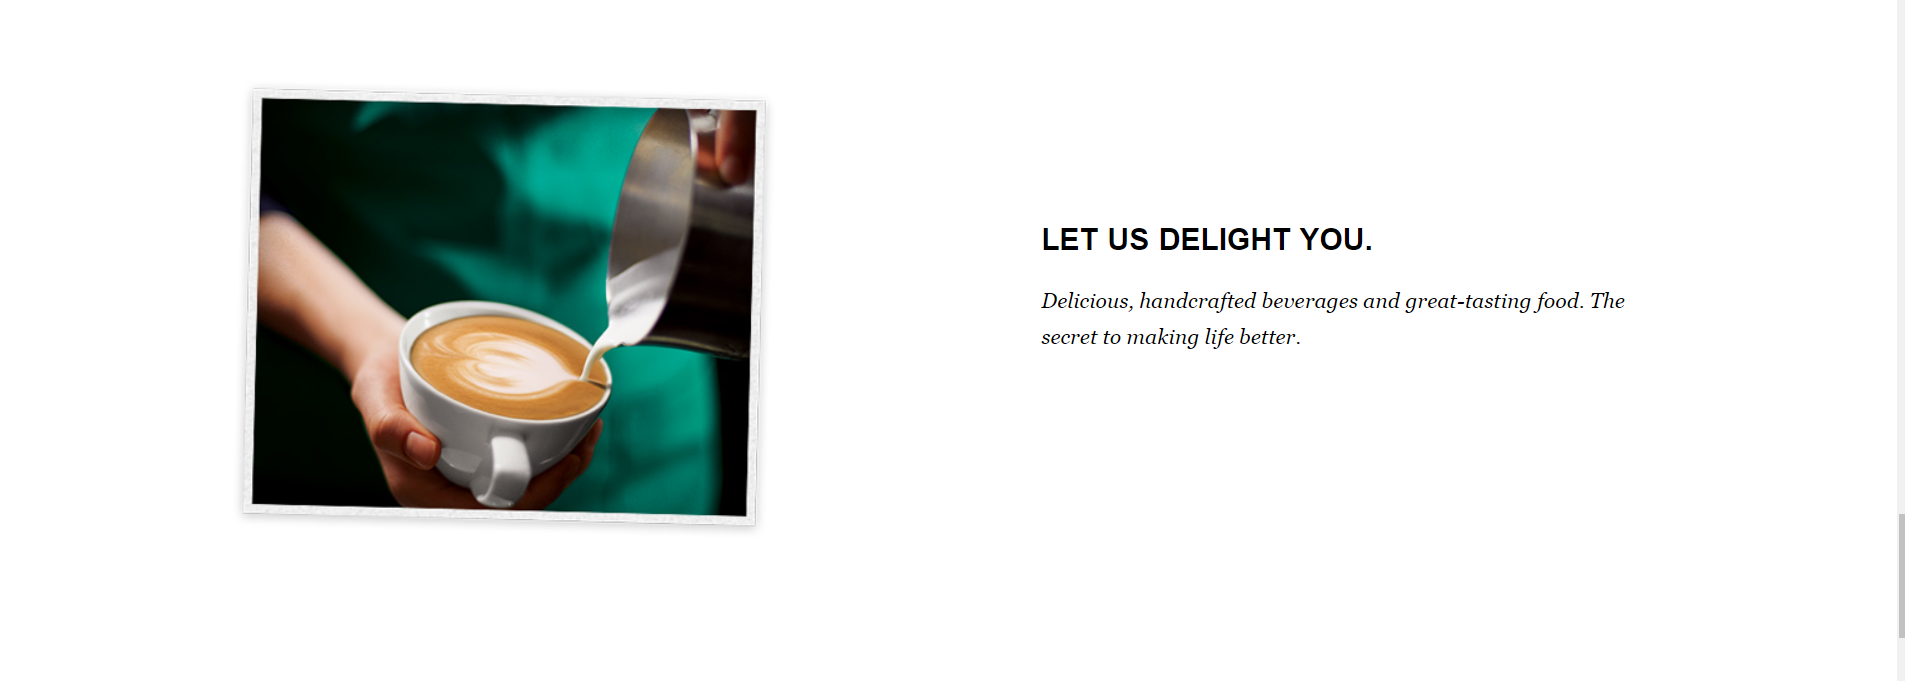 LET US DELIGHT YOU.
Delicious, handcrafted beverages and great-tasting food. The
secret to making life better.